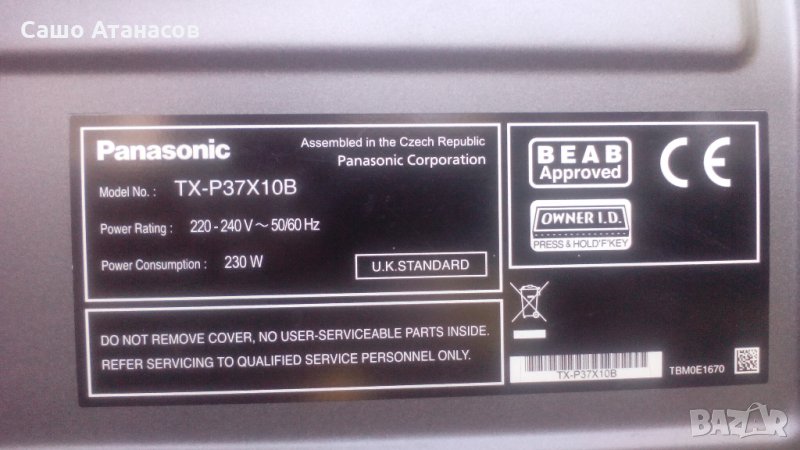 Сашо Атанасов
Panasonic
Assembled in the Czech Republic
Panasonic Corporation
Model No. : TX-P37X10B
Power Rating : 220 - 240 V ~ 50/60 Hz
Power Consumption : 230 W
U.K.STANDARD
DO NOT REMOVE COVER, NO USER-SERVICEABLE PARTS INSIDE.
REFER SERVICING TO QUALIFIED SERVICE PERSONNEL ONLY.
BEAB
Approved
CE
OWNER I.D.
PRESS & HOLD'F'KEY
TX-P37X10B
TBM0E1670
BAZAR